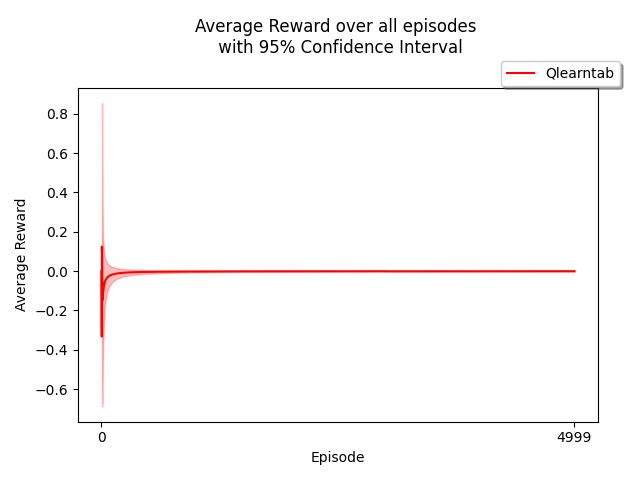 Average Reward over all episodes
with 95% Confidence Interval
Qlearntab
0.8
0.6
0.4
0.2
0.0
−0.2
−0.4
−0.6
Average Reward
0
4999
Episode